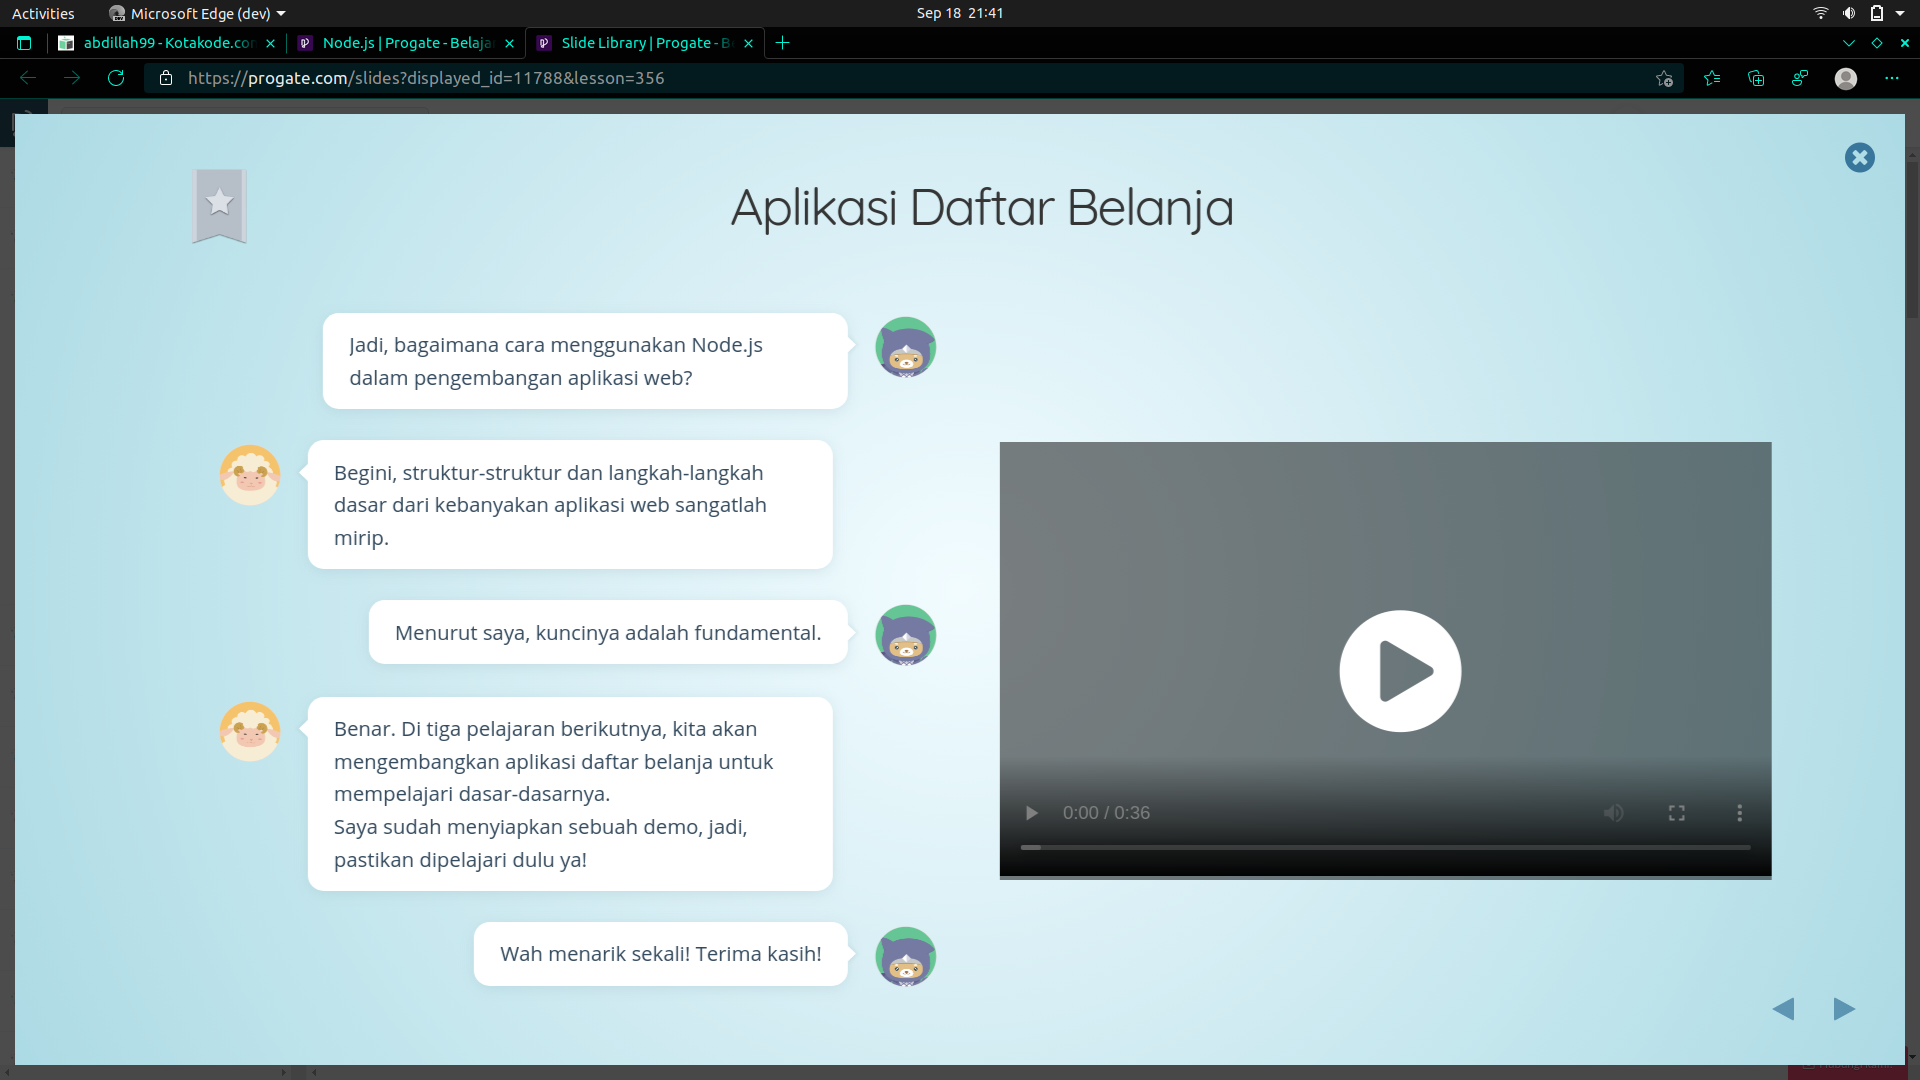 Activities
Microsoft Edge (dev)
Sep 18 21:41
abdillah99 - Kotakode.co
Node.js | Progate - Belaja
Slide Library | Progate - B
https://progate.com/slides?displayed_id=11788&lesson=356
Aplikasi Daftar Belanja
Jadi, bagaimana cara menggunakan Node.js
dalam pengembangan aplikasi web?
Begini, struktur-struktur dan langkah-langkah
dasar dari kebanyakan aplikasi web sangatlah
mirip.
Menurut saya, kuncinya adalah fundamental.
Benar. Di tiga pelajaran berikutnya, kita akan
mengembangkan aplikasi daftar belanja untuk
mempelajari dasar-dasarnya.
Saya sudah menyiapkan sebuah demo, jadi,
pastikan dipelajari dulu ya!
Wah menarik sekali! Terima kasih!
0:00 / 0:36